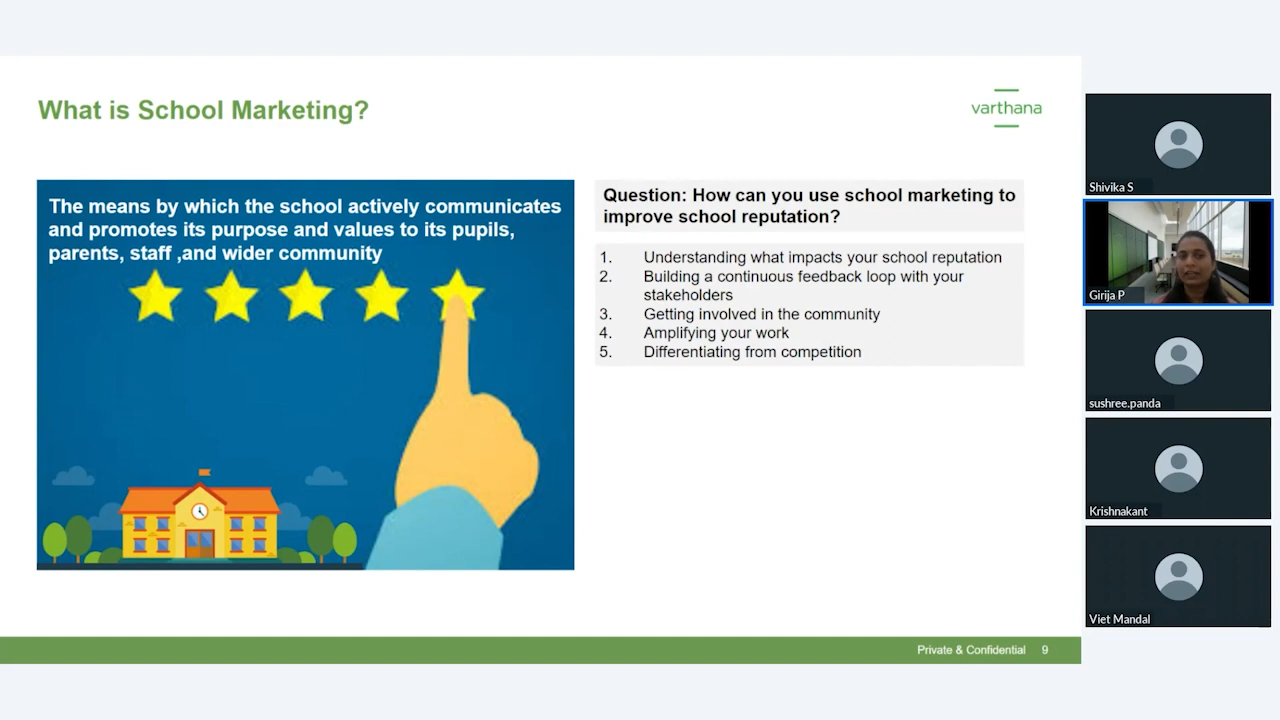 What is School Marketing?
varthana
The means by which the school actively communicates
and promotes its purpose and values to its pupils,
parents, staff ,and wider community
Question: How can you use school marketing to
improve school reputation?
1. Understanding what impacts your school reputation
2. Building a continuous feedback loop with your
stakeholders
3. Getting involved in the community
4. Amplifying your work
5. Differentiating from competition
Private & Confidential 9
Shivika S
Girija P
sushree.panda
Krishnakant
Viet Mandal